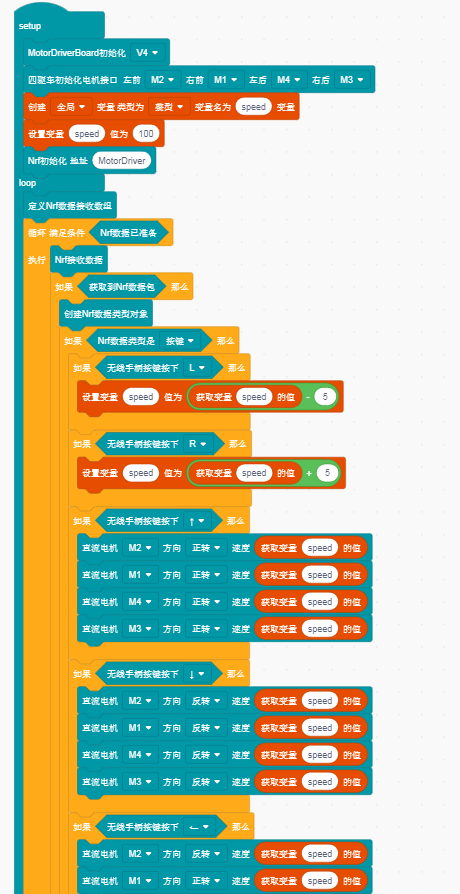 setup
MotorDriverBoard初始化 V4
四驱车初始化电机接口 左前 M2 右前 M1 左后 M4 右后 M3
创建 全局 变量 类型为 整型 变量名为 speed 变量
设置变量 speed 值为 100
Nrf初始化 地址 MotorDriver
loop
定义Nrf数据接收数组
循环 满足条件 Nrf数据已准备
执行 Nrf接收数据
如果 获取到Nrf数据包 那么
创建Nrf数据类型对象
如果 Nrf数据类型是 按键 那么
如果 无线手柄按键按下 L 那么
设置变量 speed 值为 获取变量 speed 的值 - 5
如果 无线手柄按键按下 R 那么
设置变量 speed 值为 获取变量 speed 的值 + 5
如果 无线手柄按键按下 ↑ 那么
直流电机 M2 方向 正转 速度 获取变量 speed 的值
直流电机 M1 方向 正转 速度 获取变量 speed 的值
直流电机 M4 方向 正转 速度 获取变量 speed 的值
直流电机 M3 方向 正转 速度 获取变量 speed 的值
如果 无线手柄按键按下 ↓ 那么
直流电机 M2 方向 反转 速度 获取变量 speed 的值
直流电机 M1 方向 反转 速度 获取变量 speed 的值
直流电机 M4 方向 反转 速度 获取变量 speed 的值
直流电机 M3 方向 反转 速度 获取变量 speed 的值
如果 无线手柄按键按下 ← 那么
直流电机 M2 方向 反转 速度 获取变量 speed 的值
直流电机 M1 方向 正转 速度 获取变量 speed 的值